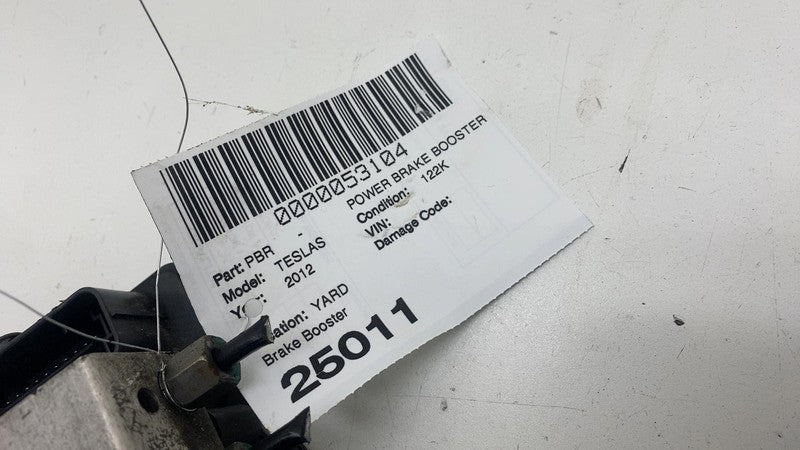 0000053104
Part: PBR - POWER BRAKE BOOSTER
Model: TESLAS Condition: 122K
2012 VIN:
YARD Damage Code:
Brake Booster
25011